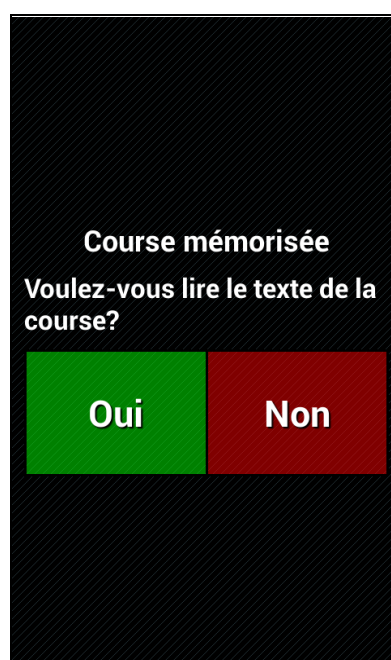 Course mémorisée
Voulez-vous lire le texte de la
course?
Oui
Non